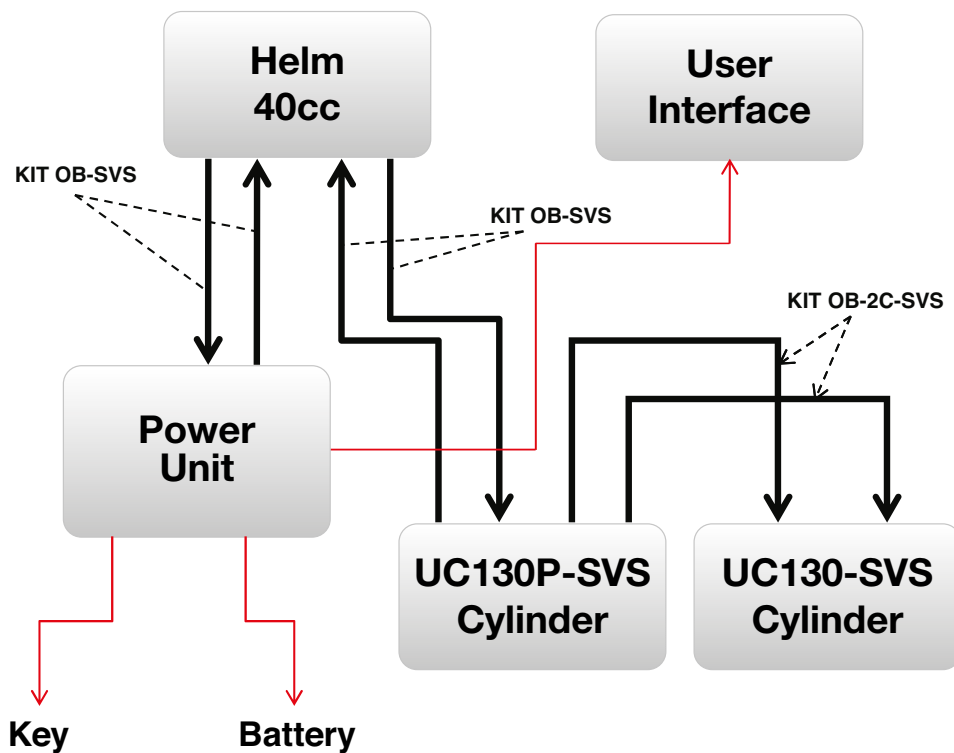 Helm
40cc
User
Interface
KIT OB-SVS
KIT OB-SVS
KIT OB-2C-SVS
Power
Unit
UC130P-SVS
Cylinder
UC130-SVS
Cylinder
Key
Battery